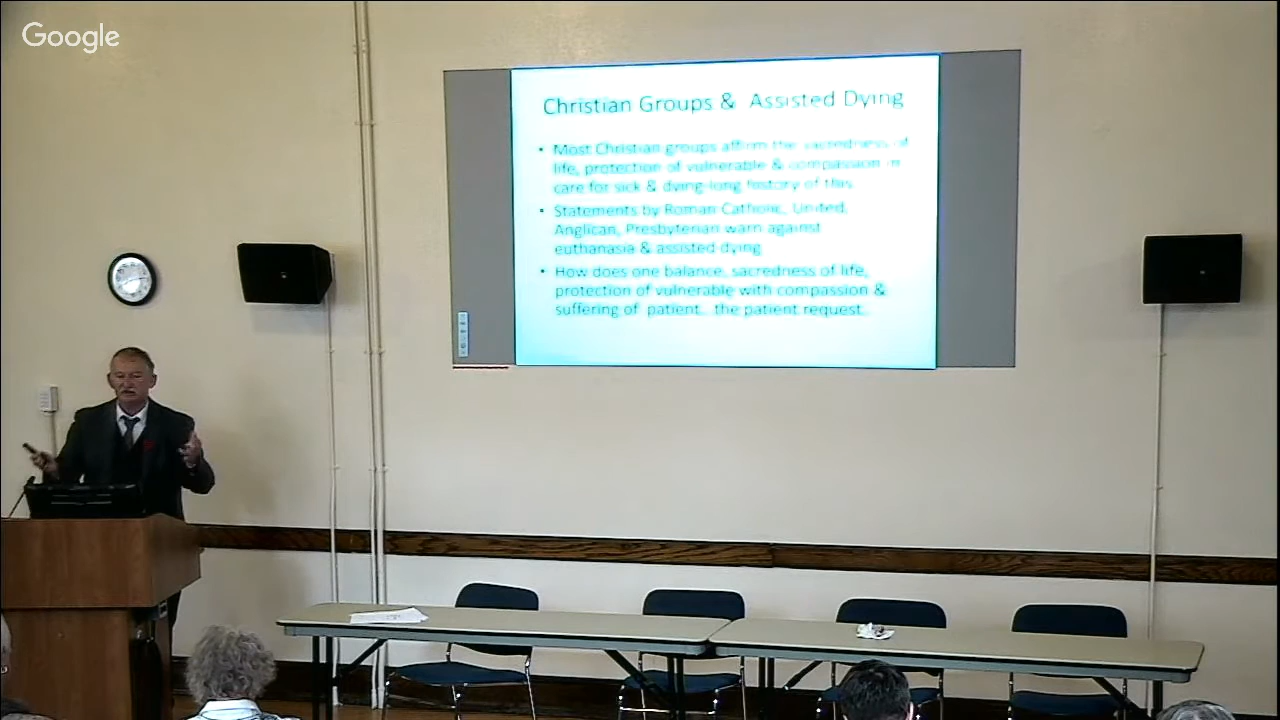 Google
Christian Groups & Assisted Dying
• Most Christian groups affirm the sacredness of
life, protection of vulnerable & compassion in
care for sick & dying-long history of this
• Statements by Roman Catholic, United,
Anglican, Presbyterian warn against
euthanasia & assisted dying
• How does one balance sacredness of life,
protection of vulnerable with compassion &
suffering of patient, the patient request.